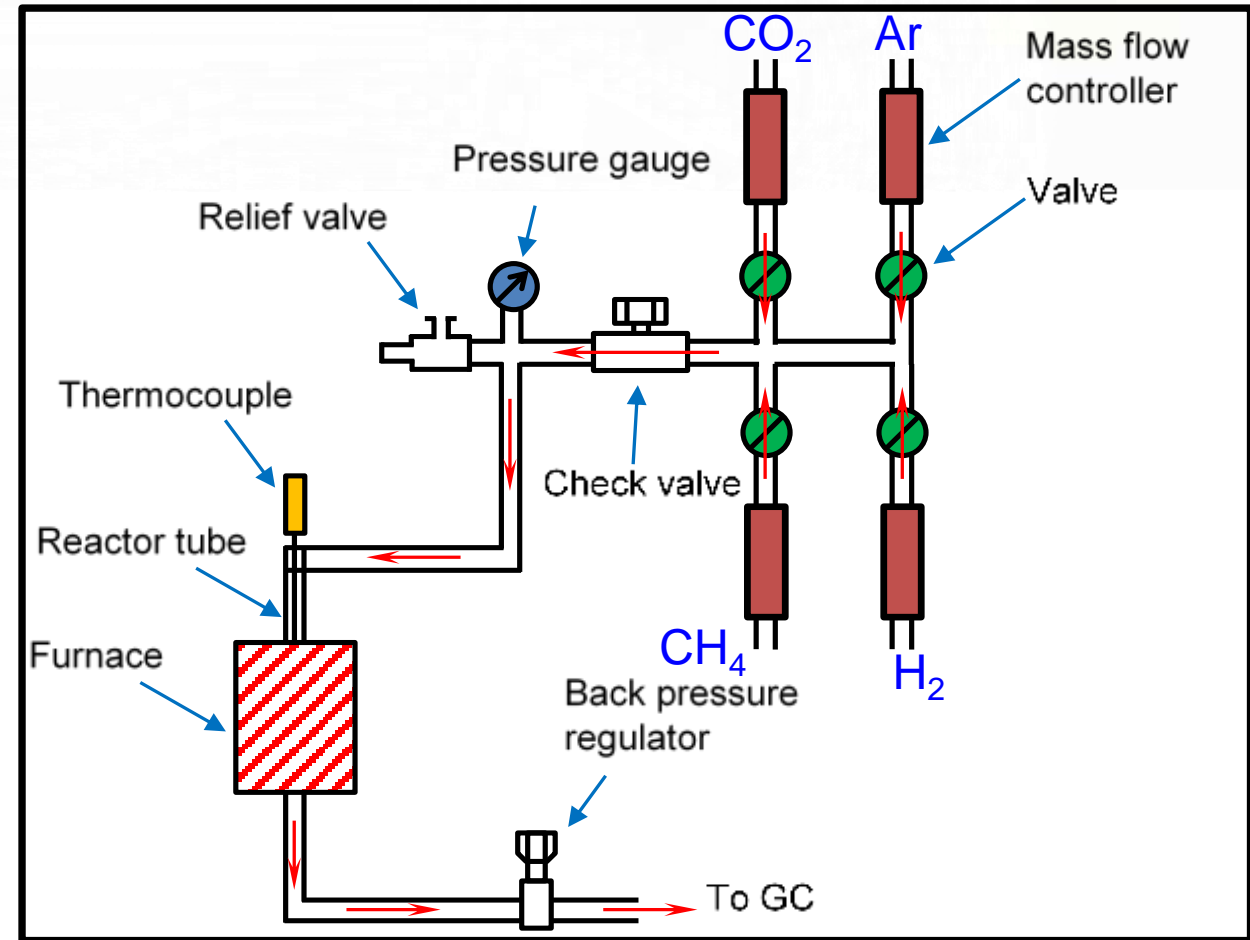 CO₂
Ar
Mass flow
controller
Pressure gauge
Valve
Relief valve
Thermocouple
Check valve
Reactor tube
Furnace
CH₄
H₂
Back pressure
regulator
To GC